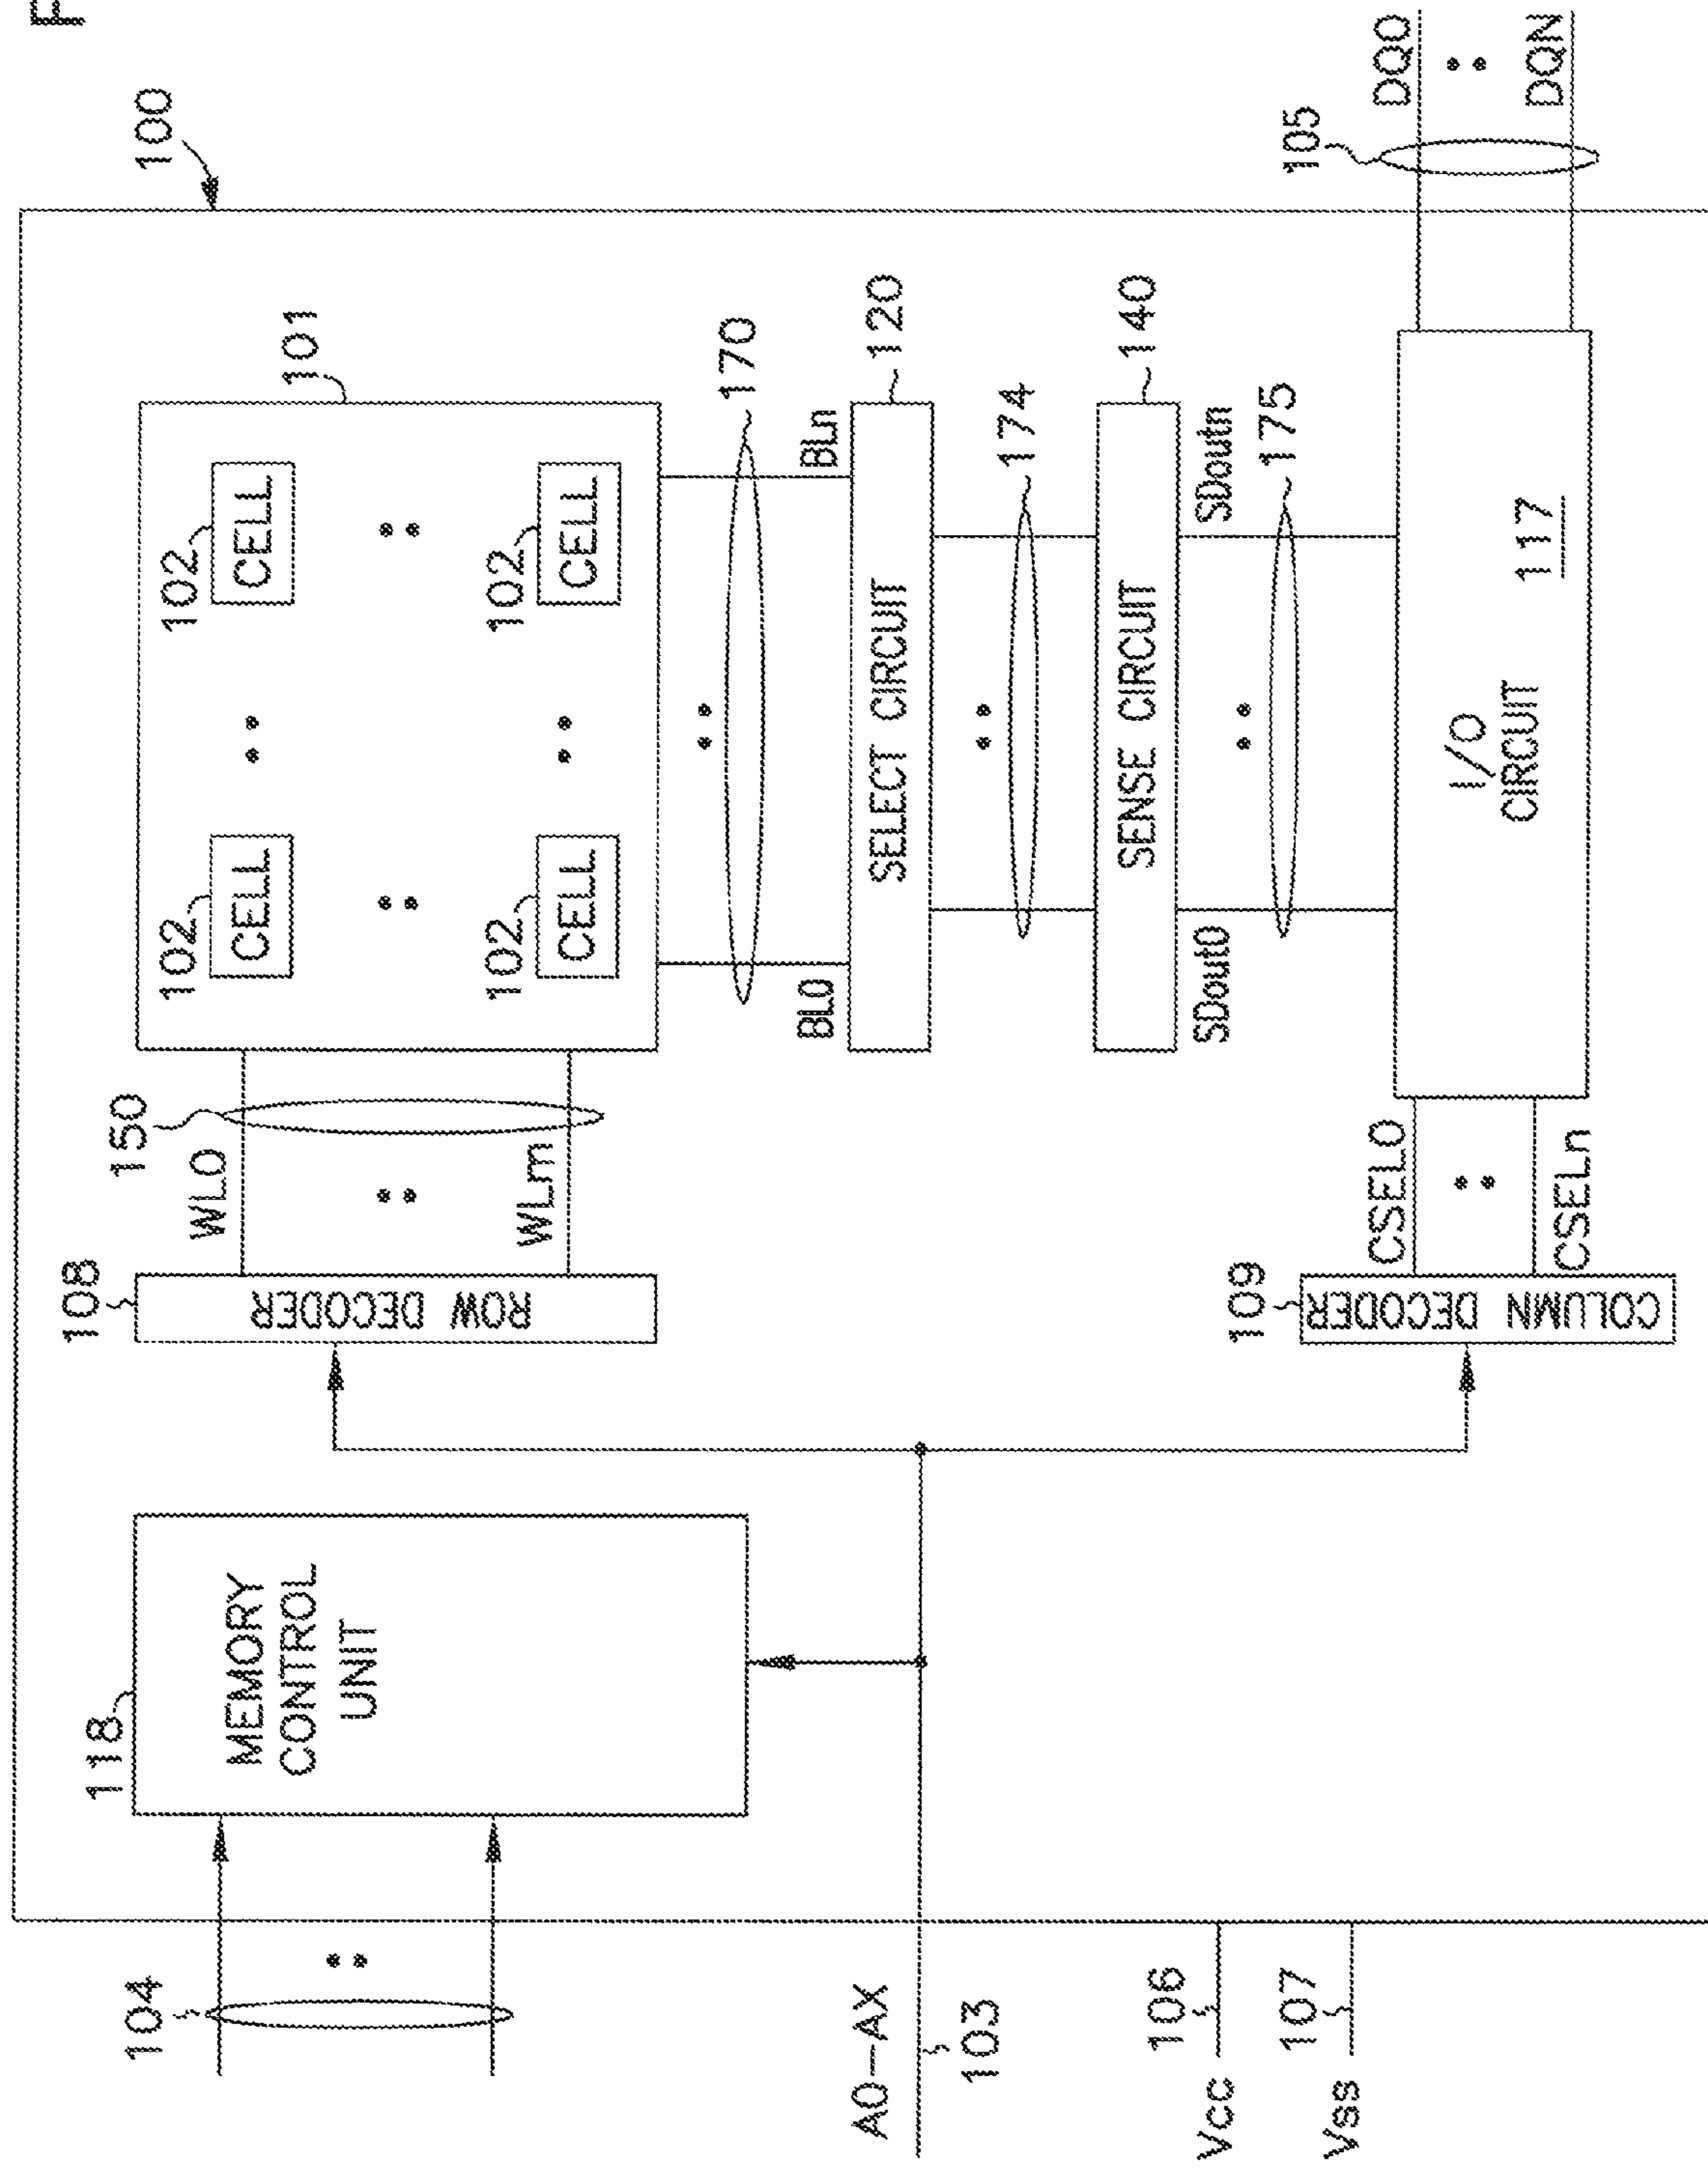 F
100
118
MEMORY
CONTROL
UNIT
104
108
ROW DECODER
150
WL0
WLm
101
102
CELL
102
CELL
102
CELL
102
CELL
170
BL0
BLn
SELECT CIRCUIT
120
174
SENSE CIRCUIT
140
SDout0
SDoutn
175
A0-AX
103
109
COLUMN DECODER
CSEL0
CSELn
I/O
CIRCUIT
117
105
DQ0
DQN
106
Vcc
107
Vss